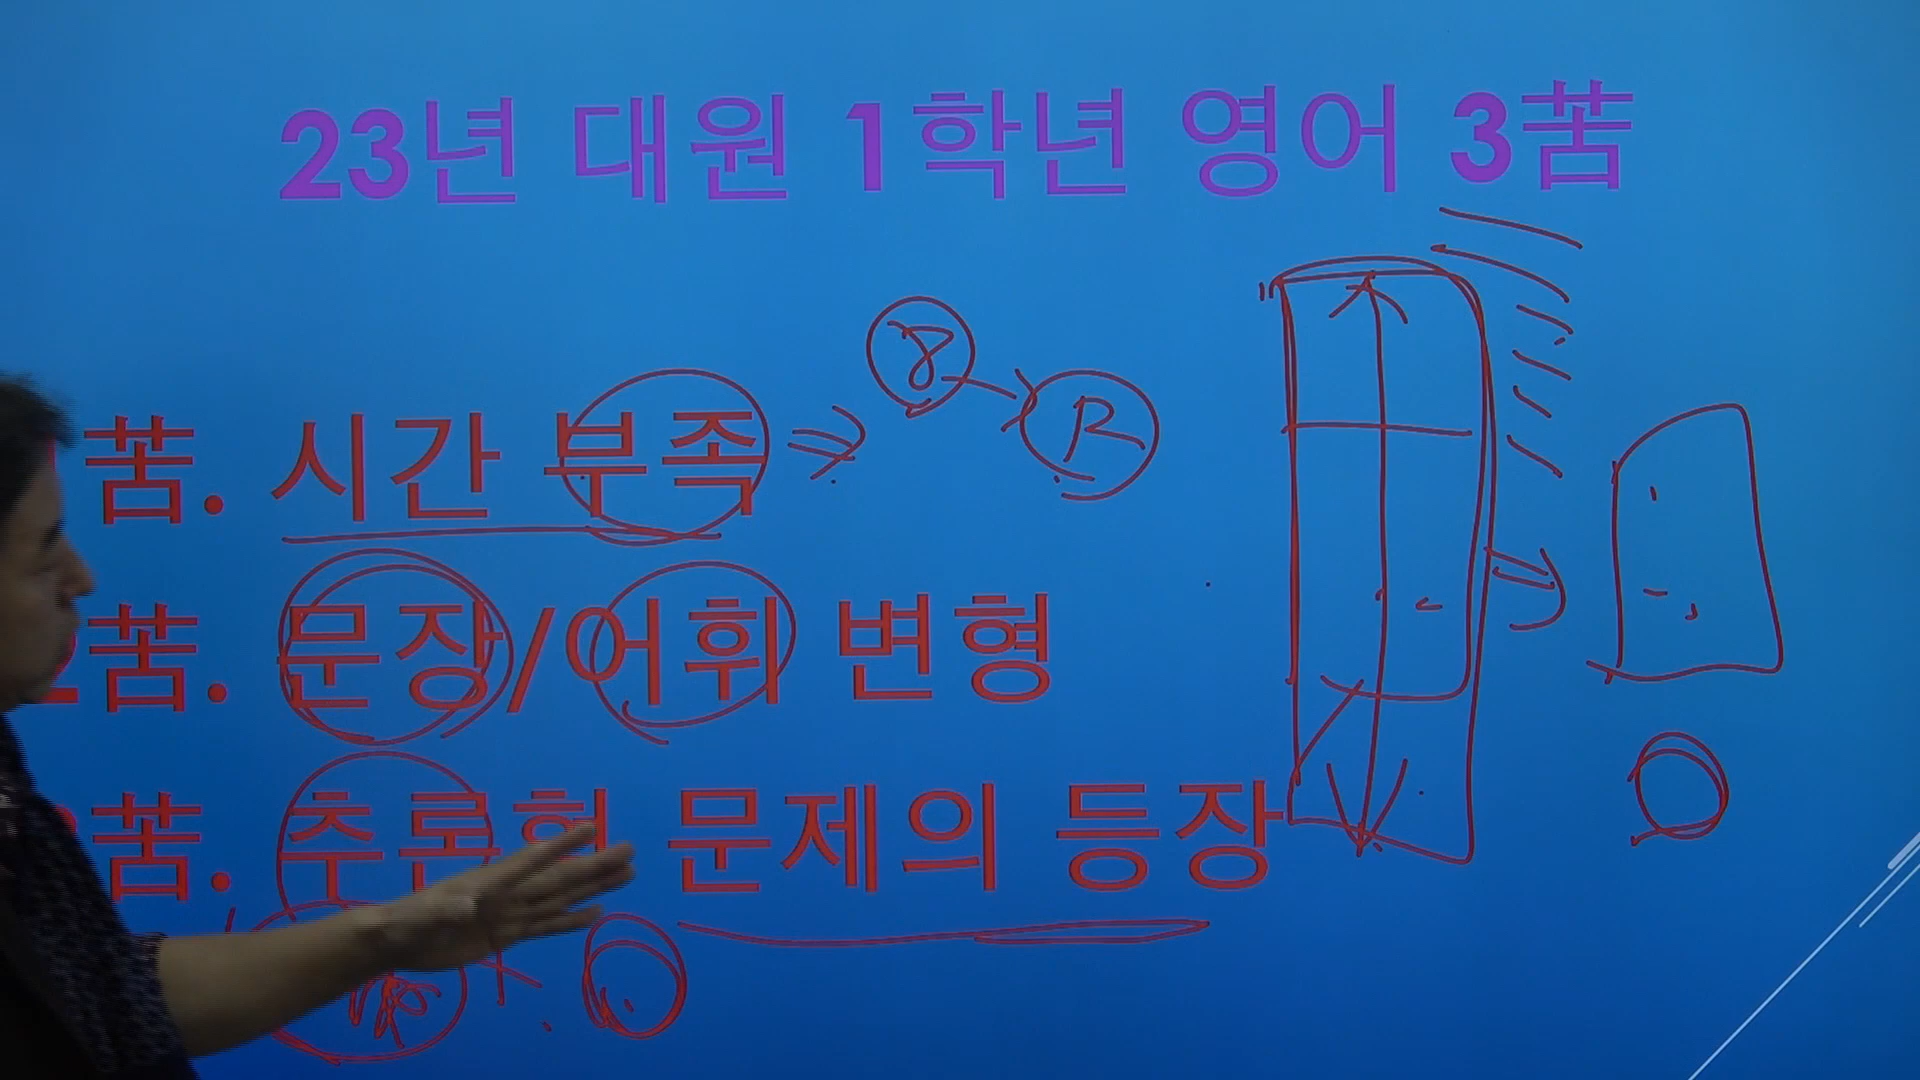 23년 대원 1학년 영어 3苦
苦. 시간 부족
R
2苦. 문장/어휘 변형
苦. 추론형 문제의 등장